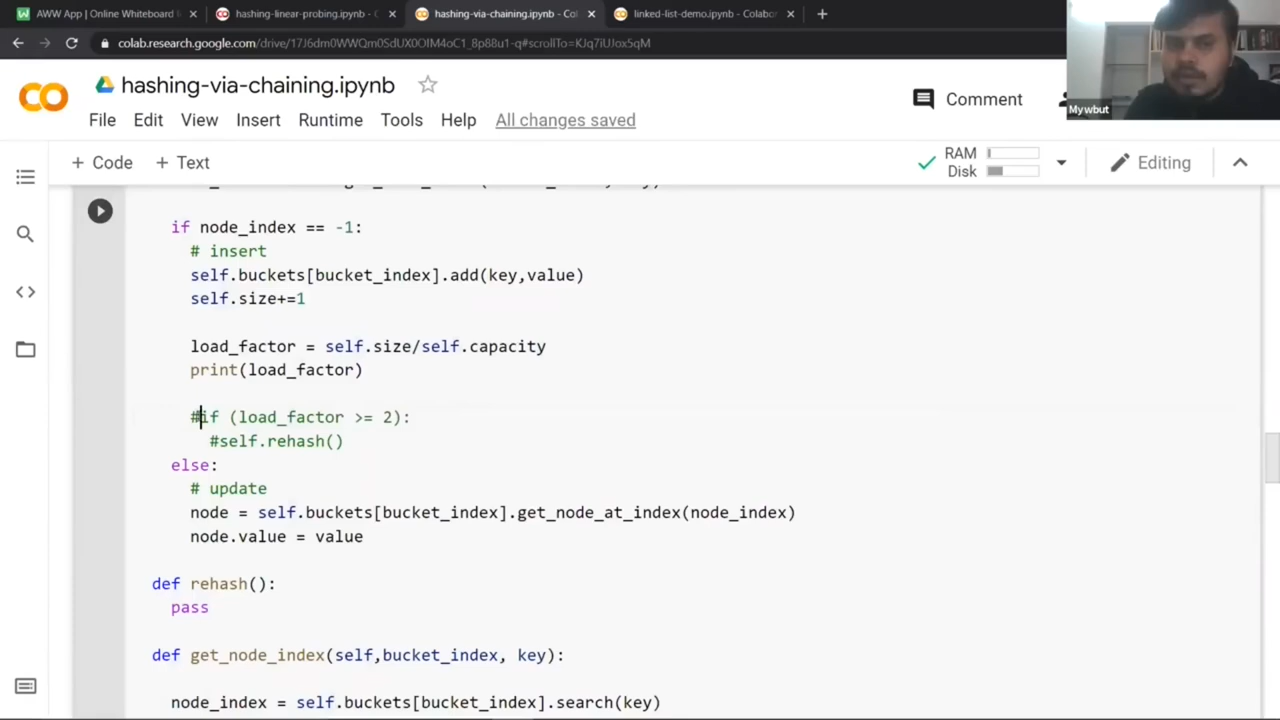 AWW App | Online Whiteboard
hashing-linear-probing.ipynb - C
hashing-via-chaining.ipynb - Col
linked-list-demo.ipynb - Colabor
colab.research.google.com/drive/17J6dm0WWQm0SdUX0OfM4oC1_8p88u1-q#scrollTo=KJq7iUJox5qM
Mywbut
hashing-via-chaining.ipynb
Comment
File Edit View Insert Runtime Tools Help All changes saved
+ Code + Text
RAM
Disk
Editing
if node_index == -1:
# insert
self.buckets[bucket_index].add(key,value)
self.size+=1
load_factor = self.size/self.capacity
print(load_factor)
#if (load_factor >= 2):
#self.rehash()
else:
# update
node = self.buckets[bucket_index].get_node_at_index(node_index)
node.value = value
def rehash():
pass
def get_node_index(self,bucket_index, key):
node_index = self.buckets[bucket_index].search(key)